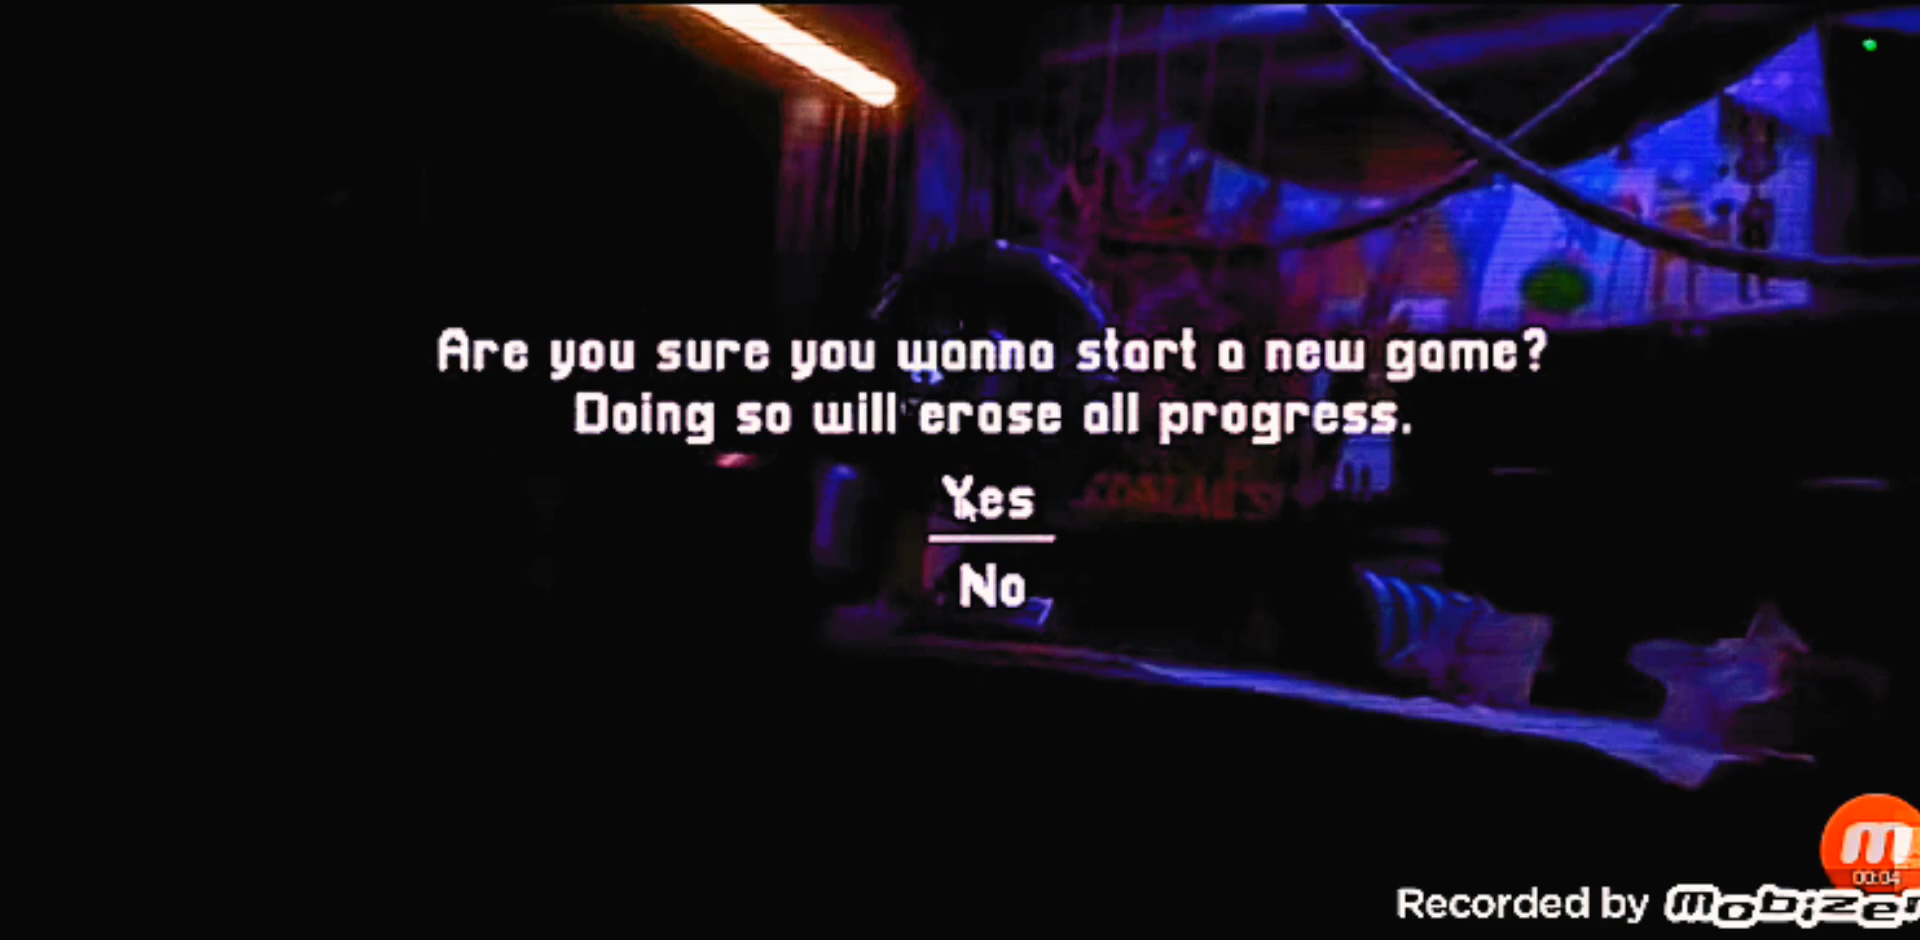 Are you sure you wanna start a new game?
Doing so will erase all progress.
Yes
No
00:04
Recorded by